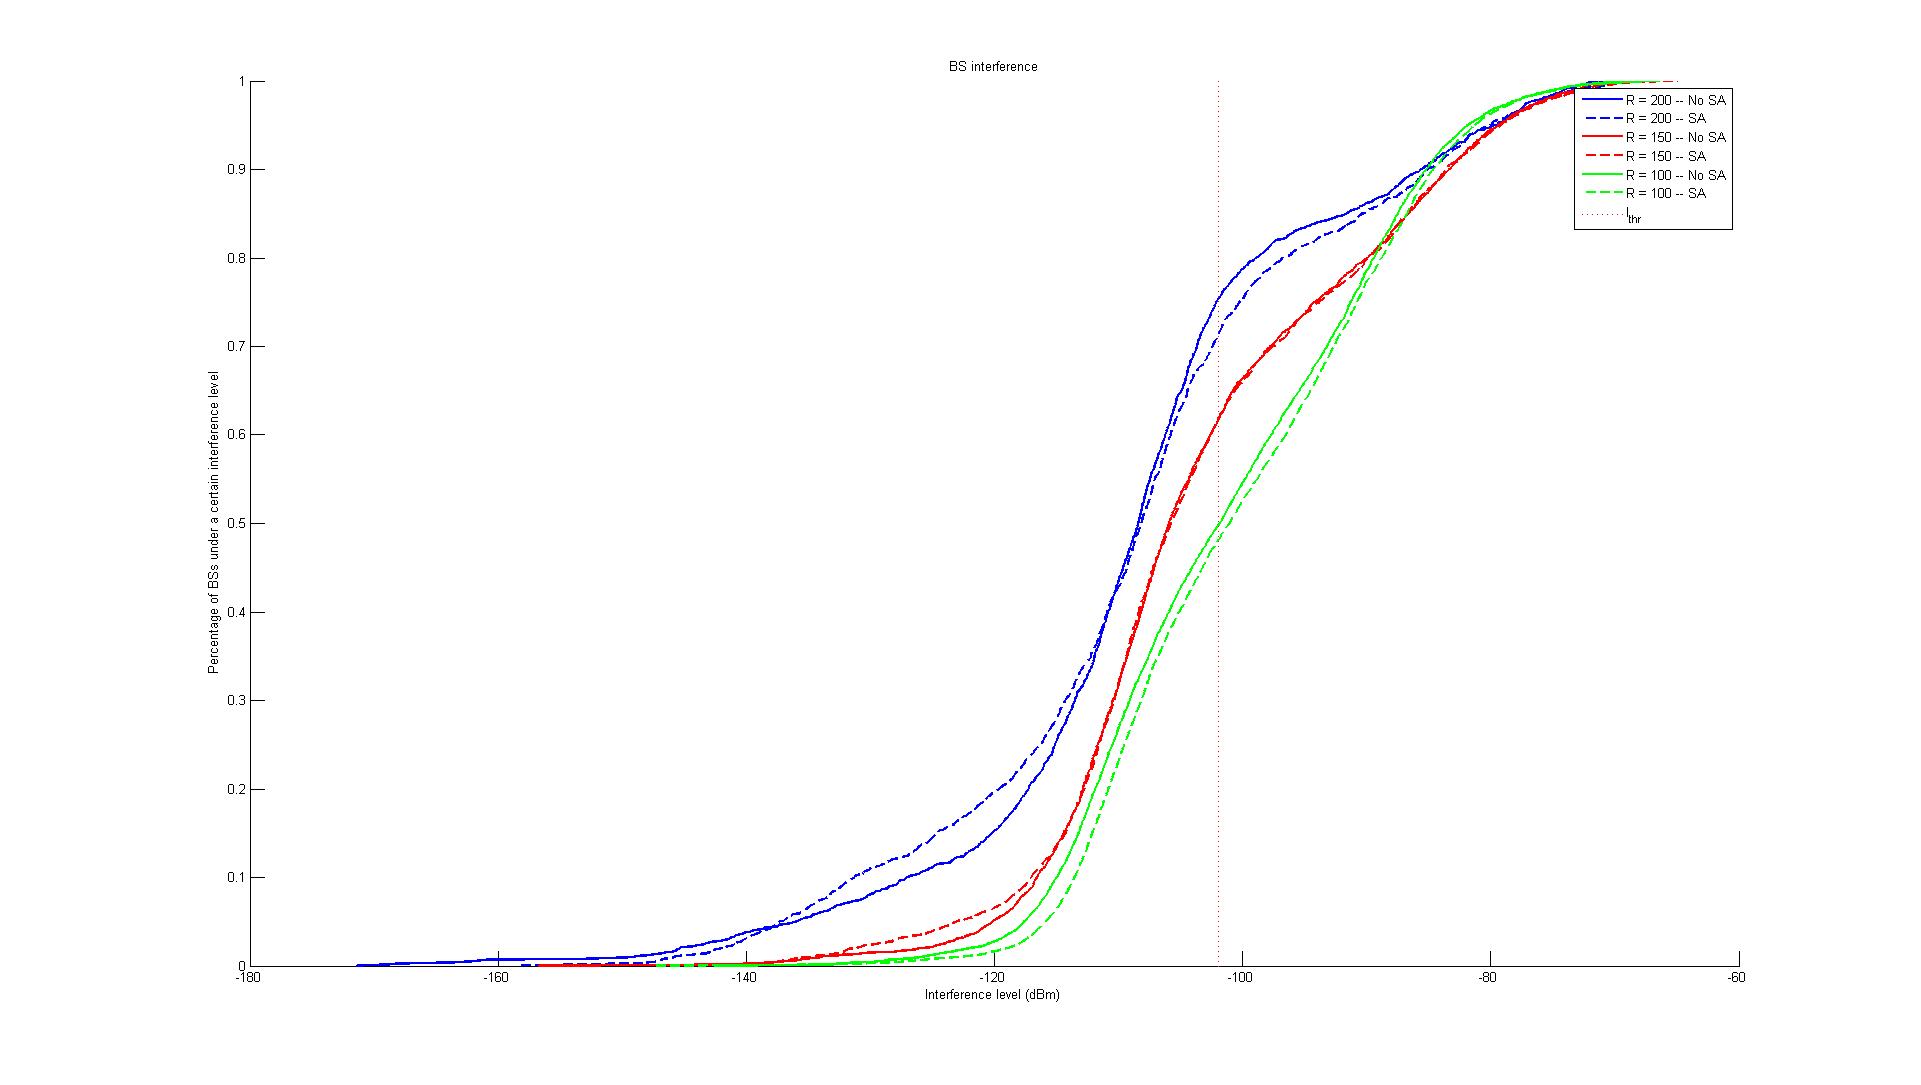 BS interference
1
0.9
0.8
0.7
0.6
0.5
0.4
0.3
0.2
0.1
0
Percentage of BSs under a certain interference level
R = 200 -- No SA
R = 200 -- SA
R = 150 -- No SA
R = 150 -- SA
R = 100 -- No SA
R = 100 -- SA
I thr
-180 -160 -140 -120 -100 -80 -60
Interference level (dBm)